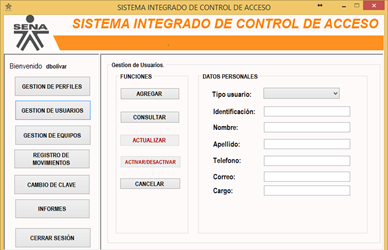 SISTEMA INTEGRADO DE CONTROL DE ACCESO
SENA
SISTEMA INTEGRADO DE CONTROL DE ACCESO
Bienvenido dbolivar
GESTION DE PERFILES
GESTION DE USUARIOS
GESTION DE EQUIPOS
REGISTRO DE
MOVIMIENTOS
CAMBIO DE CLAVE
INFORMES
CERRAR SESIÓN
Gestion de Usuarios.
FUNCIONES
AGREGAR
CONSULTAR
ACTUALIZAR
ACTIVAR/DESACTIVAR
CANCELAR
DATOS PERSONALES
Tipo usuario:
Identificación:
Nombre:
Apellido:
Telefono:
Correo:
Cargo: